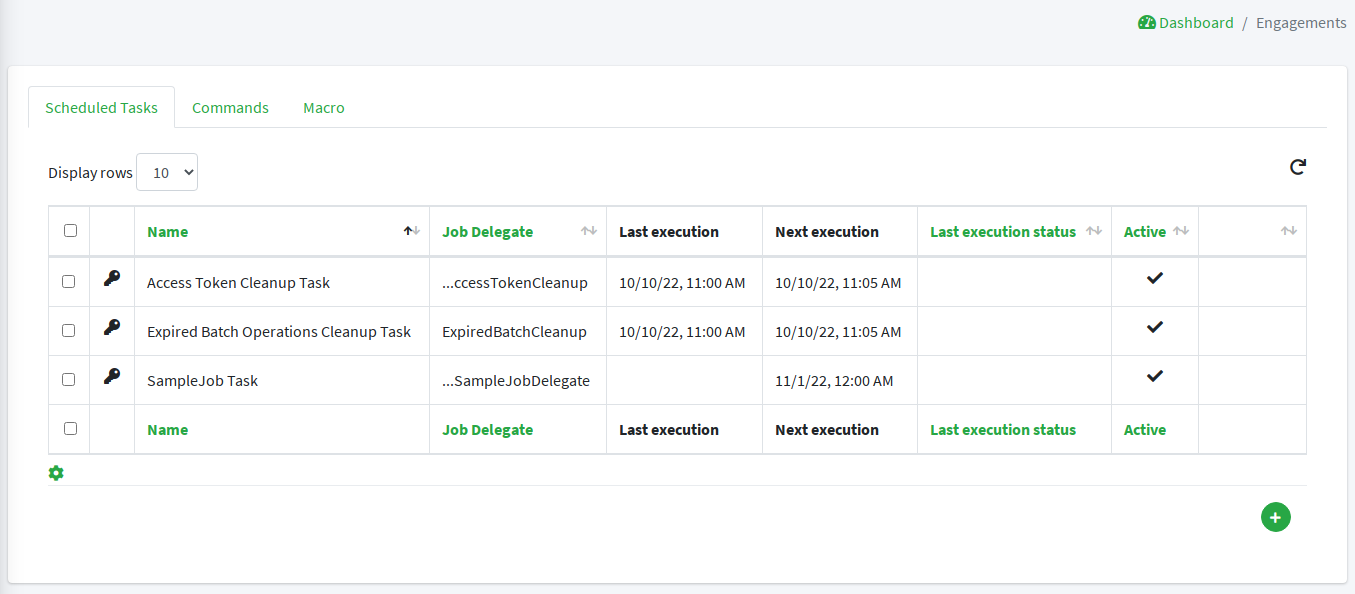 Dashboard / Engagements
Scheduled Tasks Commands Macro
Display rows 10
Name Job Delegate Last execution Next execution Last execution status Active
Access Token Cleanup Task ...ccessTokenCleanup 10/10/22, 11:00 AM 10/10/22, 11:05 AM
Expired Batch Operations Cleanup Task ExpiredBatchCleanup 10/10/22, 11:00 AM 10/10/22, 11:05 AM
SampleJob Task ...SampleJobDelegate 11/1/22, 12:00 AM
Name Job Delegate Last execution Next execution Last execution status Active